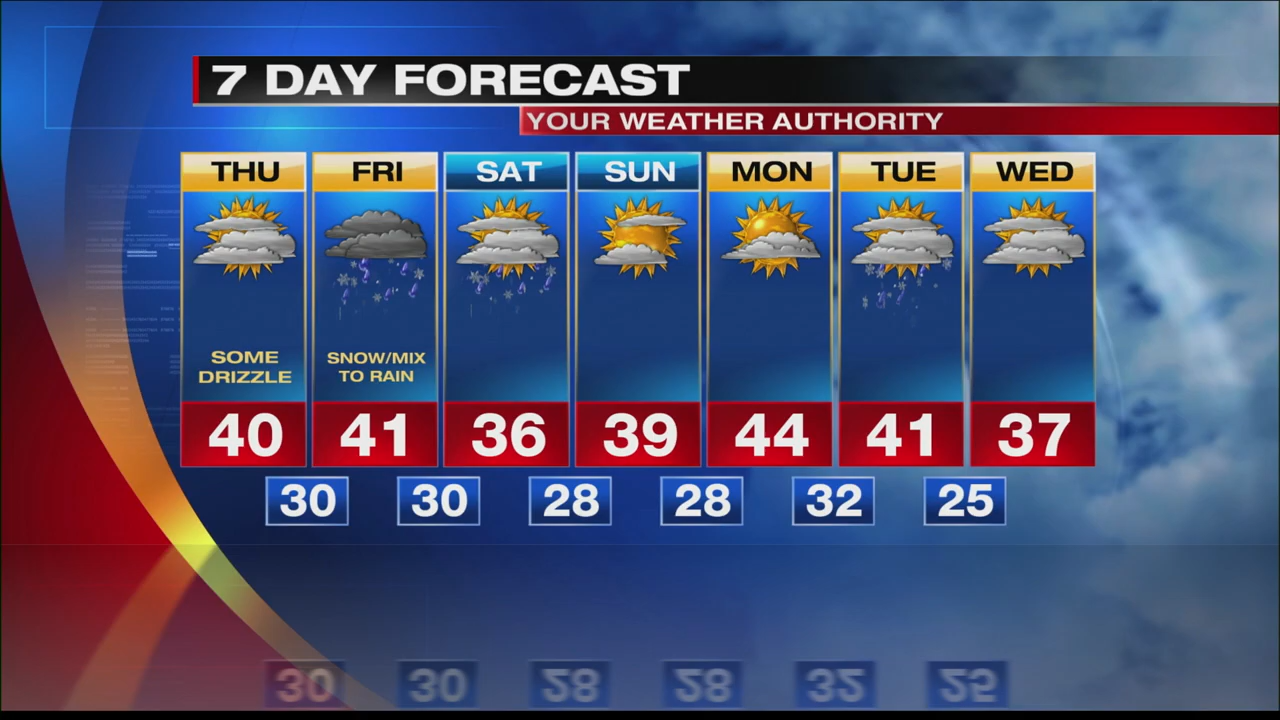 7 DAY FORECAST
YOUR WEATHER AUTHORITY
THU FRI SAT SUN MON TUE WED
SOME
DRIZZLE
SNOW/MIX
TO RAIN
40 41 36 39 44 41 37
30 30 28 28 32 25